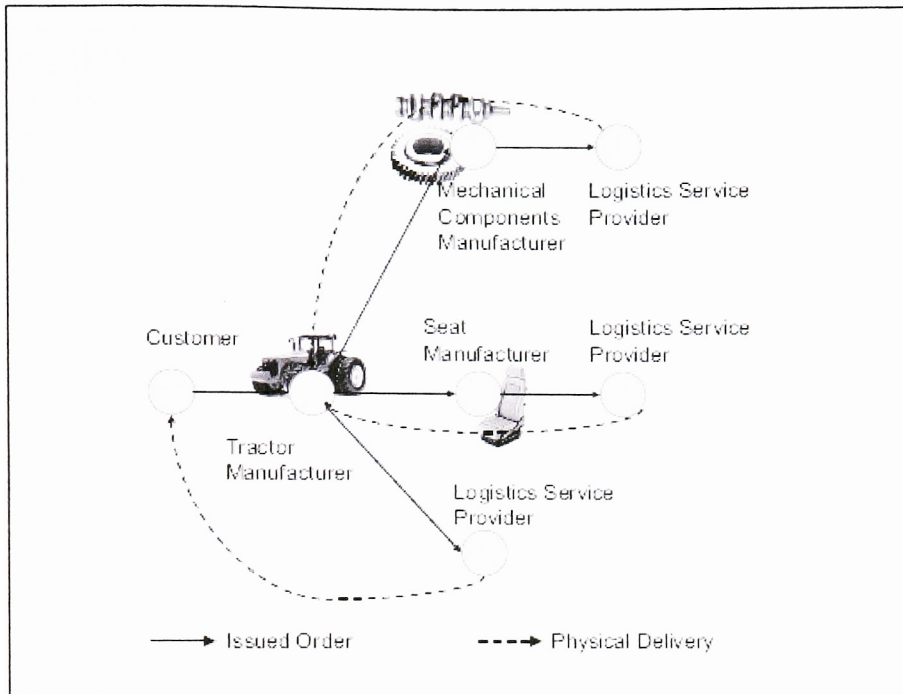 Mechanical
Components
Manufacturer
Logistics Service
Provider
Customer
Seat
Manufacturer
Logistics Service
Provider
Tractor
Manufacturer
Logistics Service
Provider
Issued Order
Physical Delivery